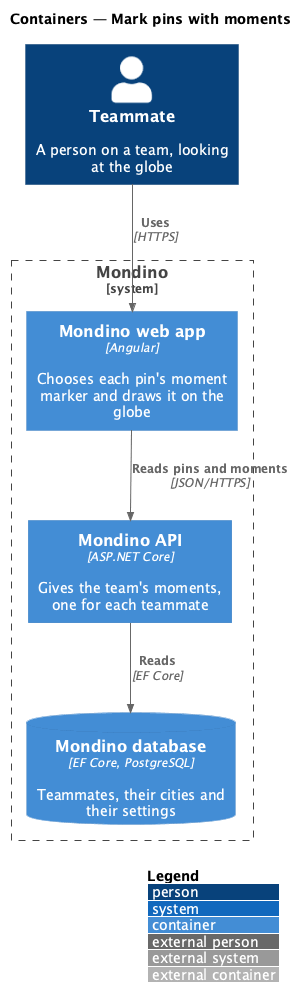 Containers — Mark pins with moments
Teammate
A person on a team, looking
at the globe
Uses
[HTTPS]
Mondino
[system]
Mondino web app
[Angular]
Chooses each pin's moment
marker and draws it on the
globe
Reads pins and moments
[JSON/HTTPS]
Mondino API
[ASP.NET Core]
Gives the team's moments,
one for each teammate
Reads
[EF Core]
Mondino database
[EF Core, PostgreSQL]
Teammates, their cities and
their settings
Legend
person
system
container
external person
external system
external container